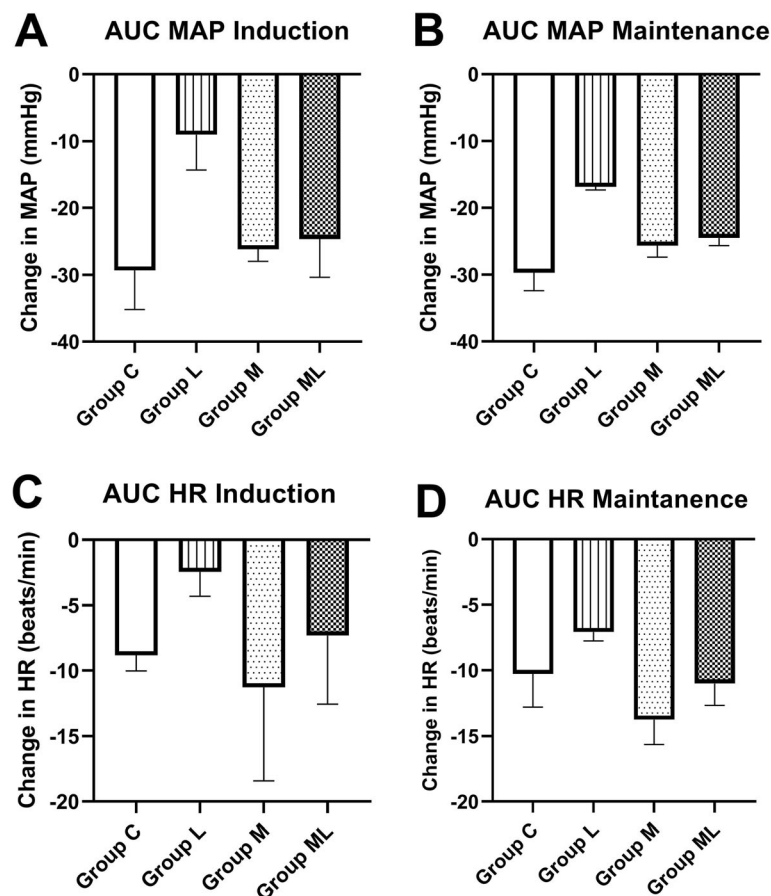 A
AUC MAP Induction
Change in MAP (mmHg)
0
-10
-20
-30
-40
Group C
Group L
Group M
Group ML
B
AUC MAP Maintenance
Change in MAP (mmHg)
0
-10
-20
-30
-40
Group C
Group L
Group M
Group ML
C
AUC HR Induction
Change in HR (beats/min)
0
-5
-10
-15
-20
Group C
Group L
Group M
Group ML
D
AUC HR Maintanence
Change in HR (beats/min)
0
-5
-10
-15
-20
Group C
Group L
Group M
Group ML